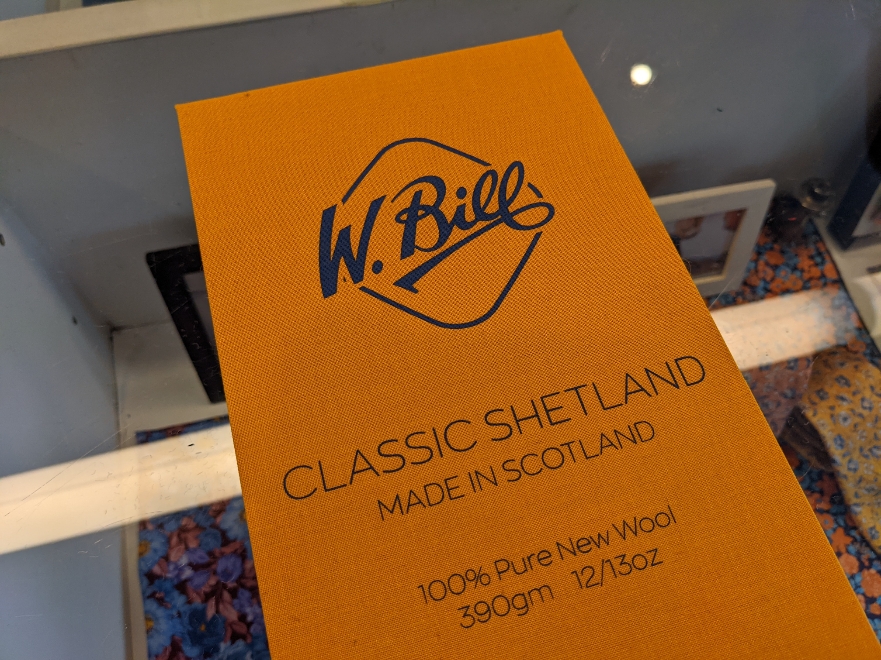 W. Bill
CLASSIC SHETLAND
MADE IN SCOTLAND
100% Pure New Wool
390gm 12/13oz